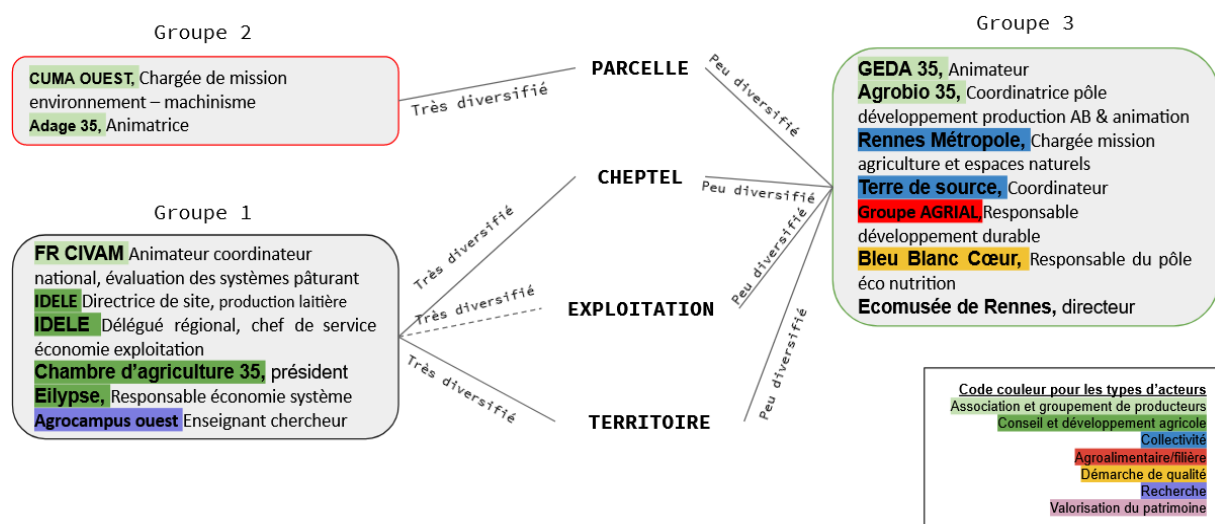 Groupe 2
CUMA OUEST, Chargée de mission
environnement – machinisme
Adage 35, Animatrice
Groupe 1
FR CIVAM Animateur coordinateur
national, évaluation des systèmes pâturant
IDELE Directrice de site, production laitière
IDELE Délégué régional, chef de service
économie exploitation
Chambre d'agriculture 35, président
Eilypse, Responsable économie système
Agrocampus ouest Enseignant chercheur
PARCELLE
CHEPTEL
EXPLOITATION
TERRITOIRE
Très diversifié
Très diversifié
Très diversifié
Très diversifié
Peu diversifié
Peu diversifié
Peu diversifié
Peu diversifié
Groupe 3
GEDA 35, Animateur
Agrobio 35, Coordinatrice pôle
développement production AB & animation
Rennes Métropole, Chargée mission
agriculture et espaces naturels
Terre de source, Coordinateur
Groupe AGRIAL,Responsable
développement durable
Bleu Blanc Cœur, Responsable du pôle
éco nutrition
Ecomusée de Rennes, directeur
Code couleur pour les types d'acteurs
Association et groupement de producteurs
Conseil et développement agricole
Collectivité
Agroalimentaire/filière
Démarche de qualité
Recherche
Valorisation du patrimoine